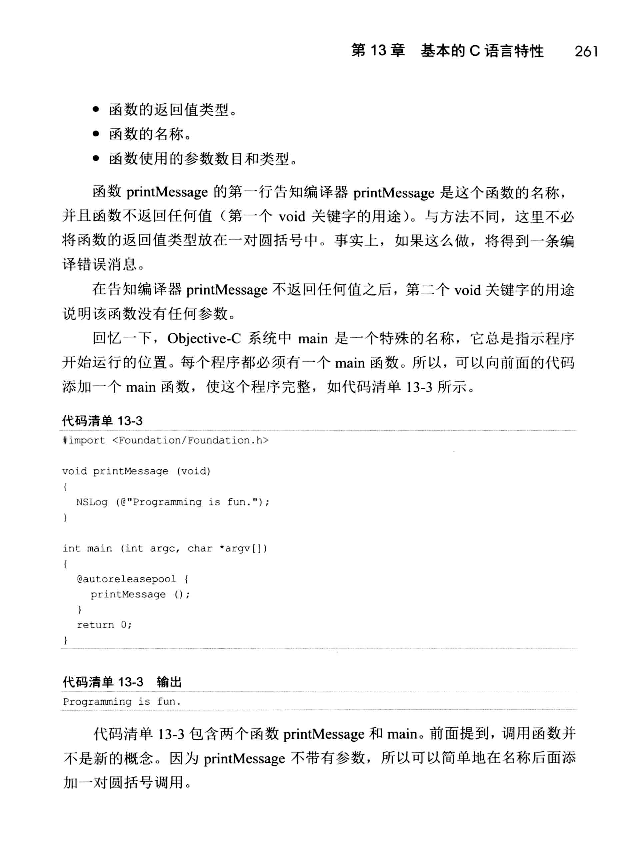 第 13 章　基本的 C 语言特性　261
● 函数的返回值类型。
● 函数的名称。
● 函数使用的参数数目和类型。
函数 printMessage 的第一行告知编译器 printMessage 是这个函数的名称，
并且函数不返回任何值（第一个 void 关键字的用途）。与方法不同，这里不必
将函数的返回值类型放在一对圆括号中。事实上，如果这么做，将得到一条编
译错误消息。
在告知编译器 printMessage 不返回任何值之后，第二个 void 关键字的用途
说明该函数没有任何参数。
回忆一下，Objective-C 系统中 main 是一个特殊的名称，它总是指示程序
开始运行的位置。每个程序都必须有一个 main 函数。所以，可以向前面的代码
添加一个 main 函数，使这个程序完整，如代码清单 13-3 所示。
代码清单 13-3
#import <Foundation/Foundation.h>
void printMessage (void)
{
NSLog (@"Programming is fun.");
}
int main (int argc, char *argv[])
{
@autoreleasepool {
printMessage ();
}
return 0;
}
代码清单 13-3　输出
Programming is fun.
代码清单 13-3 包含两个函数 printMessage 和 main。前面提到，调用函数并
不是新的概念。因为 printMessage 不带有参数，所以可以简单地在名称后面添
加一对圆括号调用。